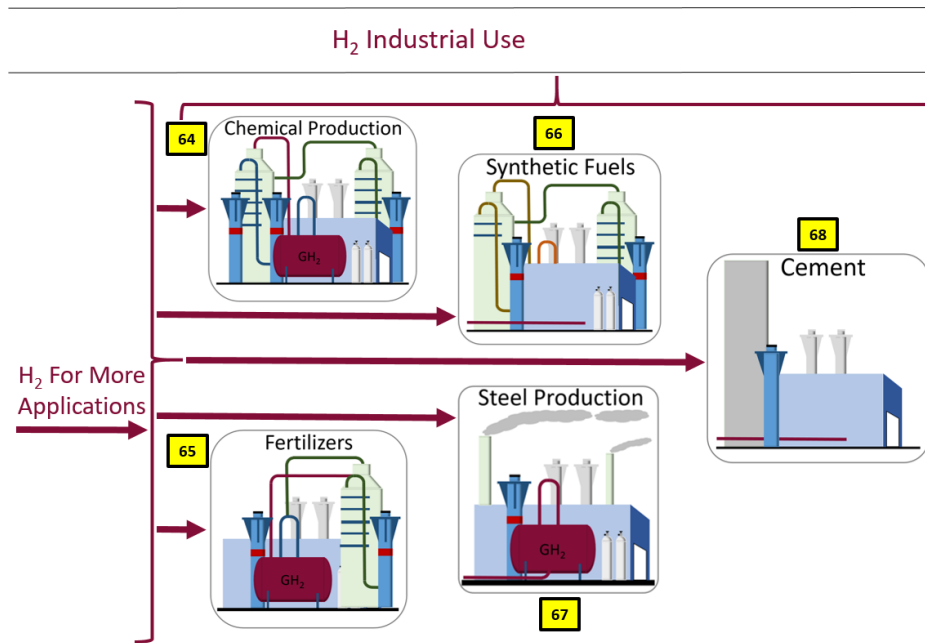 H₂ Industrial Use
64
Chemical Production
GH₂
66
Synthetic Fuels
68
Cement
H₂ For More
Applications
65
Fertilizers
GH₂
Steel Production
GH₂
67